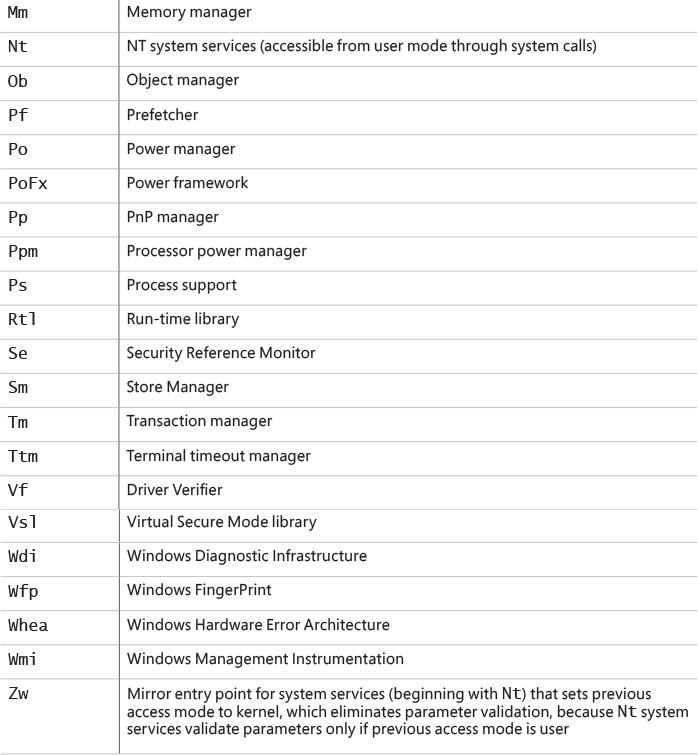 Mm Memory manager
Nt NT system services (accessible from user mode through system calls)
Ob Object manager
Pf Prefetcher
Po Power manager
PoFx Power framework
Pp PnP manager
Ppm Processor power manager
Ps Process support
Rtl Run-time library
Se Security Reference Monitor
Sm Store Manager
Tm Transaction manager
Ttm Terminal timeout manager
Vf Driver Verifier
Vsl Virtual Secure Mode library
Wdi Windows Diagnostic Infrastructure
Wfp Windows FingerPrint
Whea Windows Hardware Error Architecture
Wmi Windows Management Instrumentation
Zw Mirror entry point for system services (beginning with Nt) that sets previous
access mode to kernel, which eliminates parameter validation, because Nt system
services validate parameters only if previous access mode is user